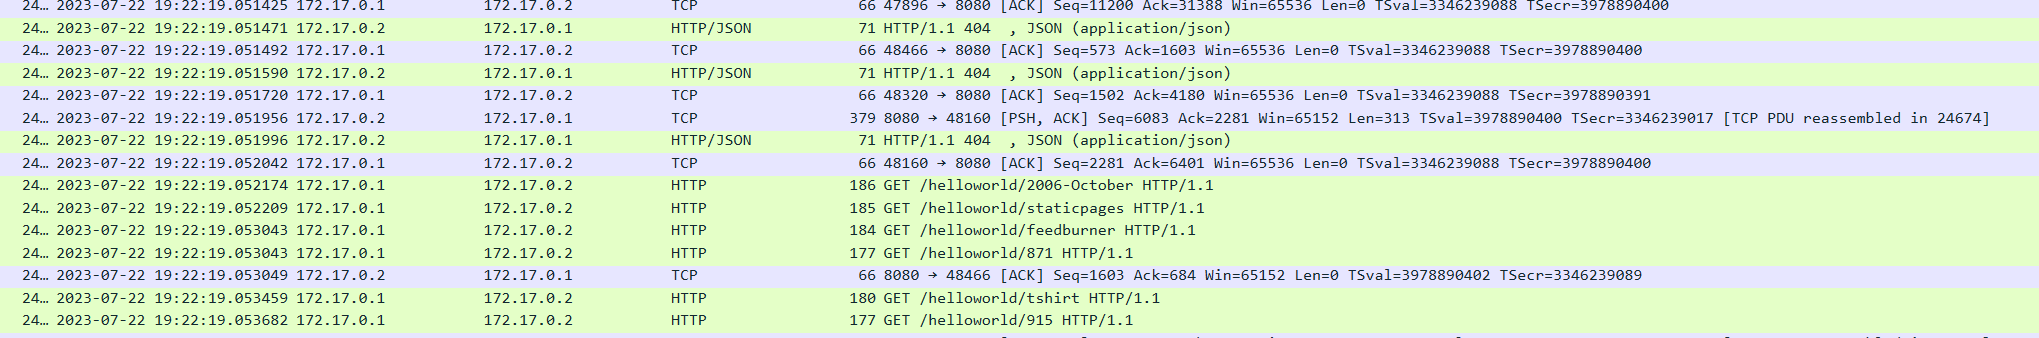 24… 2023-07-22 19:22:19.051425 172.17.0.1 172.17.0.2 TCP 66 47896 → 8080 [ACK] Seq=11200 Ack=31388 Win=65536 Len=0 TSval=3346239088 TSecr=3978890400
24… 2023-07-22 19:22:19.051471 172.17.0.2 172.17.0.1 HTTP/JSON 71 HTTP/1.1 404 , JSON (application/json)
24… 2023-07-22 19:22:19.051492 172.17.0.1 172.17.0.2 TCP 66 48466 → 8080 [ACK] Seq=573 Ack=1603 Win=65536 Len=0 TSval=3346239088 TSecr=3978890400
24… 2023-07-22 19:22:19.051590 172.17.0.2 172.17.0.1 HTTP/JSON 71 HTTP/1.1 404 , JSON (application/json)
24… 2023-07-22 19:22:19.051720 172.17.0.1 172.17.0.2 TCP 66 48320 → 8080 [ACK] Seq=1502 Ack=4180 Win=65536 Len=0 TSval=3346239088 TSecr=3978890391
24… 2023-07-22 19:22:19.051956 172.17.0.2 172.17.0.1 TCP 379 8080 → 48160 [PSH, ACK] Seq=6083 Ack=2281 Win=65152 Len=313 TSval=3978890400 TSecr=3346239017 [TCP PDU reassembled in 24674]
24… 2023-07-22 19:22:19.051996 172.17.0.2 172.17.0.1 HTTP/JSON 71 HTTP/1.1 404 , JSON (application/json)
24… 2023-07-22 19:22:19.052042 172.17.0.1 172.17.0.2 TCP 66 48160 → 8080 [ACK] Seq=2281 Ack=6401 Win=65536 Len=0 TSval=3346239088 TSecr=3978890400
24… 2023-07-22 19:22:19.052174 172.17.0.1 172.17.0.2 HTTP 186 GET /helloworld/2006-October HTTP/1.1
24… 2023-07-22 19:22:19.052209 172.17.0.1 172.17.0.2 HTTP 185 GET /helloworld/staticpages HTTP/1.1
24… 2023-07-22 19:22:19.053043 172.17.0.1 172.17.0.2 HTTP 184 GET /helloworld/feedburner HTTP/1.1
24… 2023-07-22 19:22:19.053043 172.17.0.1 172.17.0.2 HTTP 177 GET /helloworld/871 HTTP/1.1
24… 2023-07-22 19:22:19.053049 172.17.0.2 172.17.0.1 TCP 66 8080 → 48466 [ACK] Seq=1603 Ack=684 Win=65152 Len=0 TSval=3978890402 TSecr=3346239089
24… 2023-07-22 19:22:19.053459 172.17.0.1 172.17.0.2 HTTP 180 GET /helloworld/tshirt HTTP/1.1
24… 2023-07-22 19:22:19.053682 172.17.0.1 172.17.0.2 HTTP 177 GET /helloworld/915 HTTP/1.1